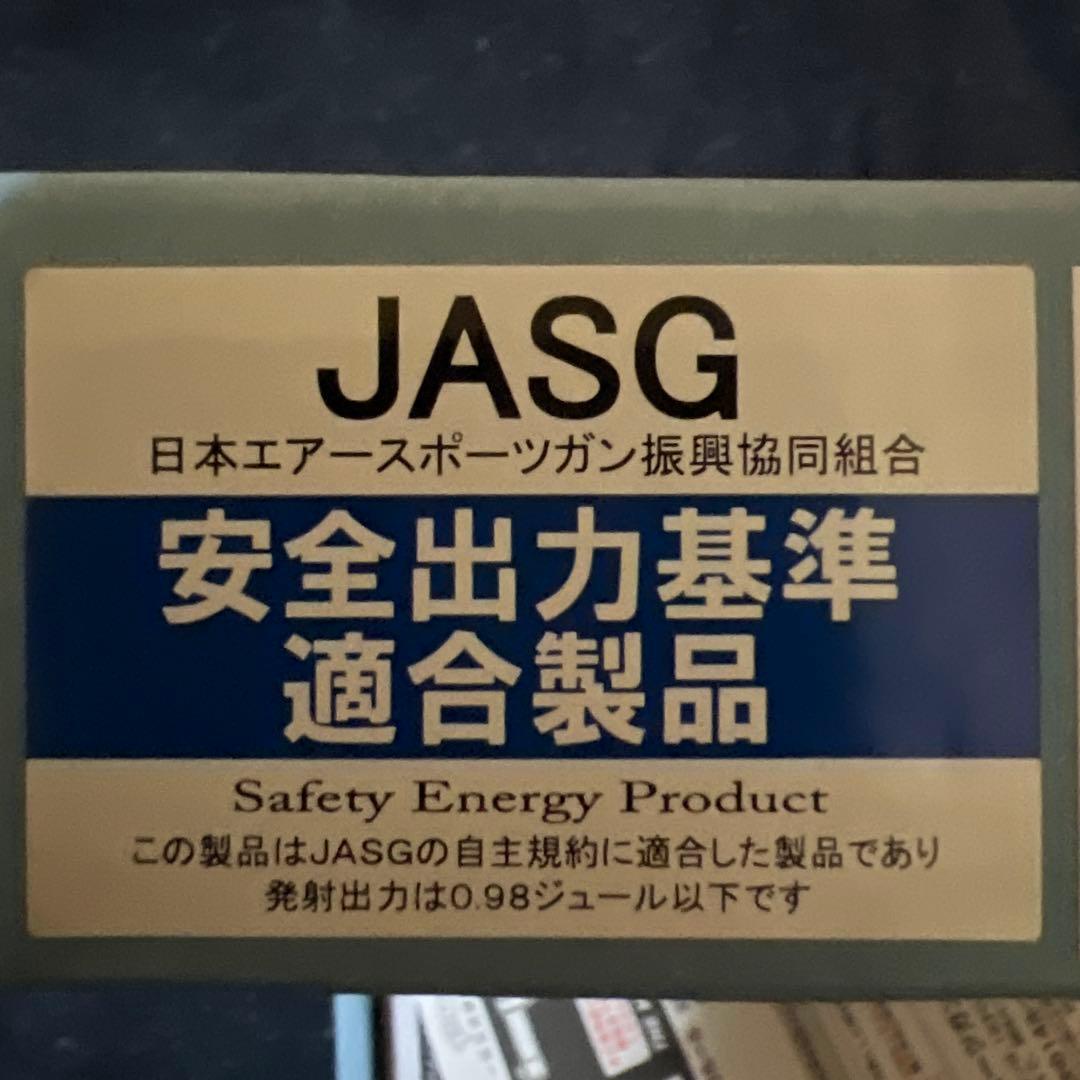 JASG
日本エアースポーツガン振興協同組合
安全出力基準
適合製品
Safety Energy Product
この製品はJASGの自主規約に適合した製品であり
発射出力は0.98ジュール以下です